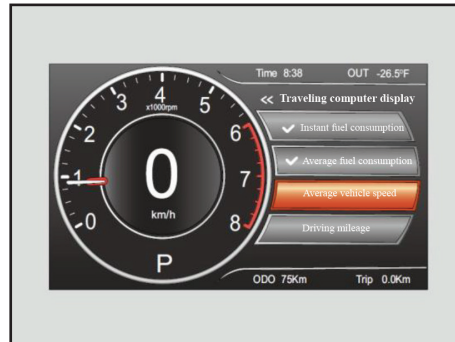 Time 8:38 OUT -26.5°F
<< Traveling computer display
Instant fuel consumption
Average fuel consumption
Average vehicle speed
Driving mileage
ODO 75Km Trip 0.0Km
0
1
2
3
4
5
6
7
8
x1000rpm
0
km/h
P